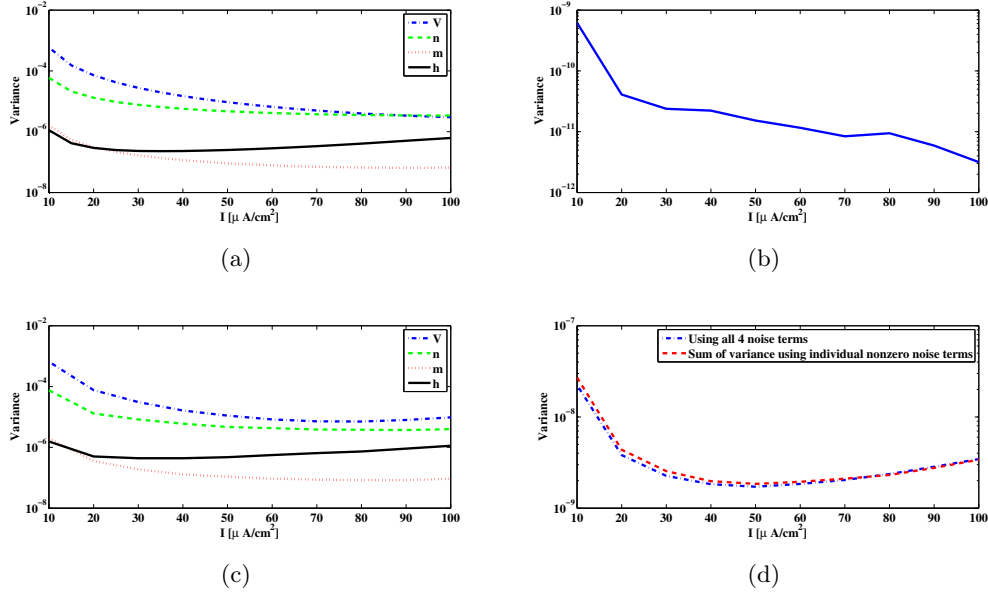 10^-2
10^-4
10^-6
10^-8
Variance
10 20 30 40 50 60 70 80 90 100
I [μ A/cm^2]
V
n
m
h
(a)
10^-9
10^-10
10^-11
10^-12
Variance
10 20 30 40 50 60 70 80 90 100
I [μ A/cm^2]
(b)
10^-2
10^-4
10^-6
10^-8
Variance
10 20 30 40 50 60 70 80 90 100
I [μ A/cm^2]
V
n
m
h
(c)
10^-7
10^-8
10^-9
Variance
10 20 30 40 50 60 70 80 90 100
I [μ A/cm^2]
Using all 4 noise terms
Sum of variance using individual nonzero noise terms
(d)